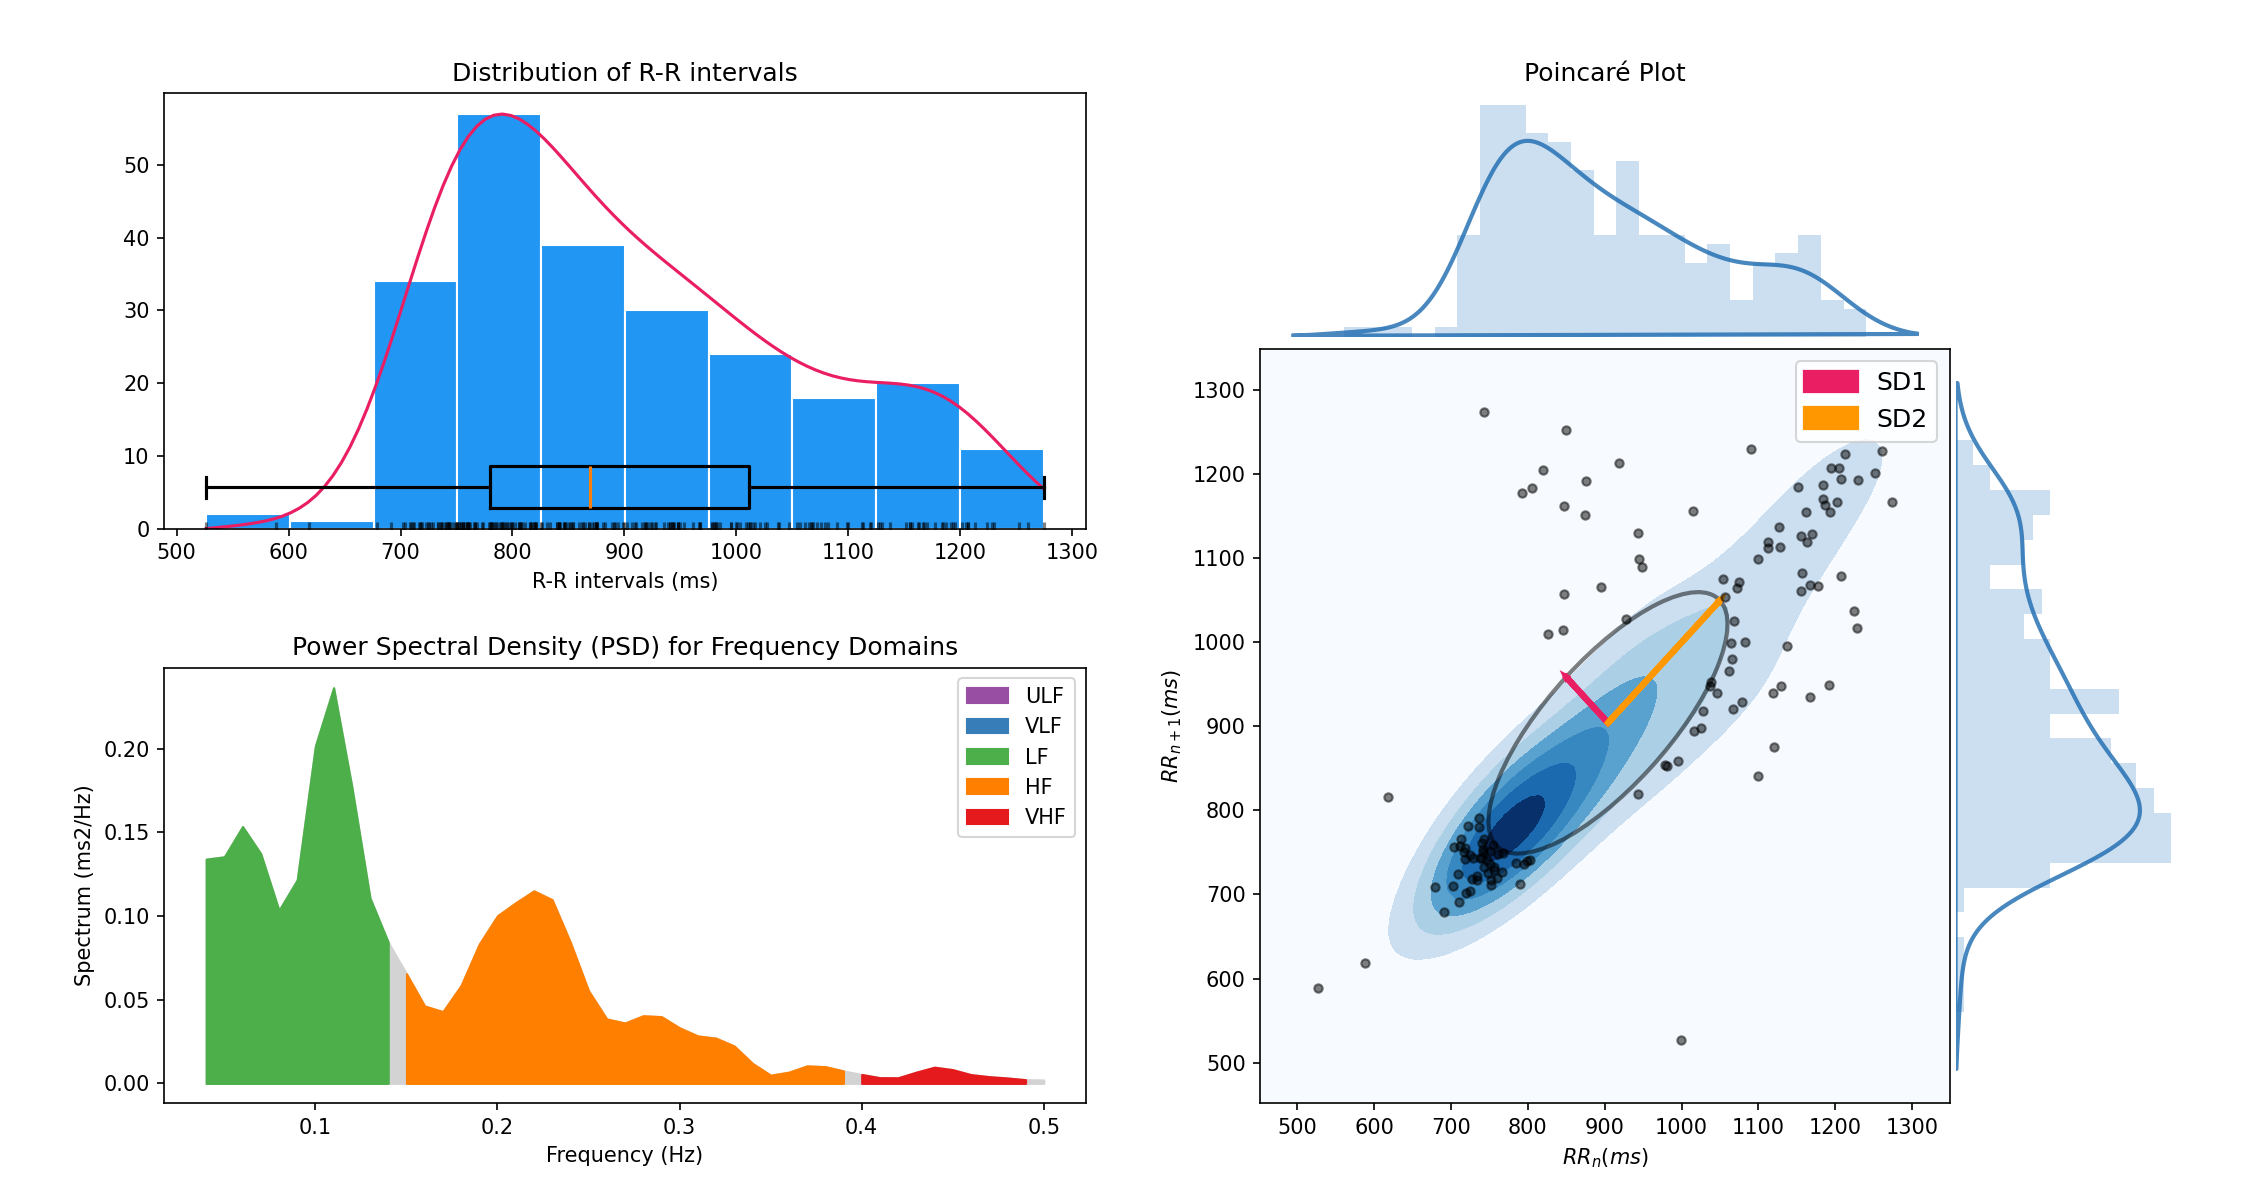 Distribution of R-R intervals
50
40
30
20
10
0
500 600 700 800 900 1000 1100 1200 1300
R-R intervals (ms)
Power Spectral Density (PSD) for Frequency Domains
ULF
VLF
LF
HF
VHF
0.20
0.15
0.10
0.05
0.00
Spectrum (ms2/Hz)
0.1 0.2 0.3 0.4 0.5
Frequency (Hz)
Poincaré Plot
SD1
SD2
1300
1200
1100
1000
900
800
700
600
500
RRn+1(ms)
500 600 700 800 900 1000 1100 1200 1300
RRn(ms)